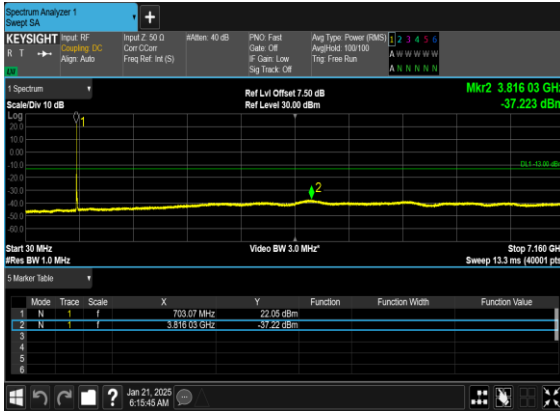 Spectrum Analyzer 1
Swept SA
KEYSIGHT Input: RF Input Z: 50 Ω #Atten: 40 dB PNO: Fast Avg Type: Power (RMS) 1 2 3 4 5 6
R T Coupling: DC Corr CCorr Gate: Off Avg|Hold: 100/100 A W W W W W
Align: Auto Freq Ref: Int (S) IF Gain: Low Trig: Free Run
LXI Sig Track: Off A N N N N N
1 Spectrum Mkr2 3.816 03 GHz
Ref Lvl Offset 7.50 dB
Scale/Div 10 dB Ref Level 30.00 dBm -37.223 dBm
Log
20.0
10.0
0.00
-10.0
DL1 -13.00 dBm
-20.0
-30.0
-40.0
-50.0
-60.0
1
2
Start 30 MHz Video BW 3.0 MHz* Stop 7.160 GHz
#Res BW 1.0 MHz Sweep 13.3 ms (40001 pts)
5 Marker Table
Mode Trace Scale X Y Function Function Width Function Value
1 N 1 f 703.07 MHz 22.05 dBm
2 N 1 f 3.816 03 GHz -37.22 dBm
3
4
5
6
? Jan 21, 2025
6:15:45 AM